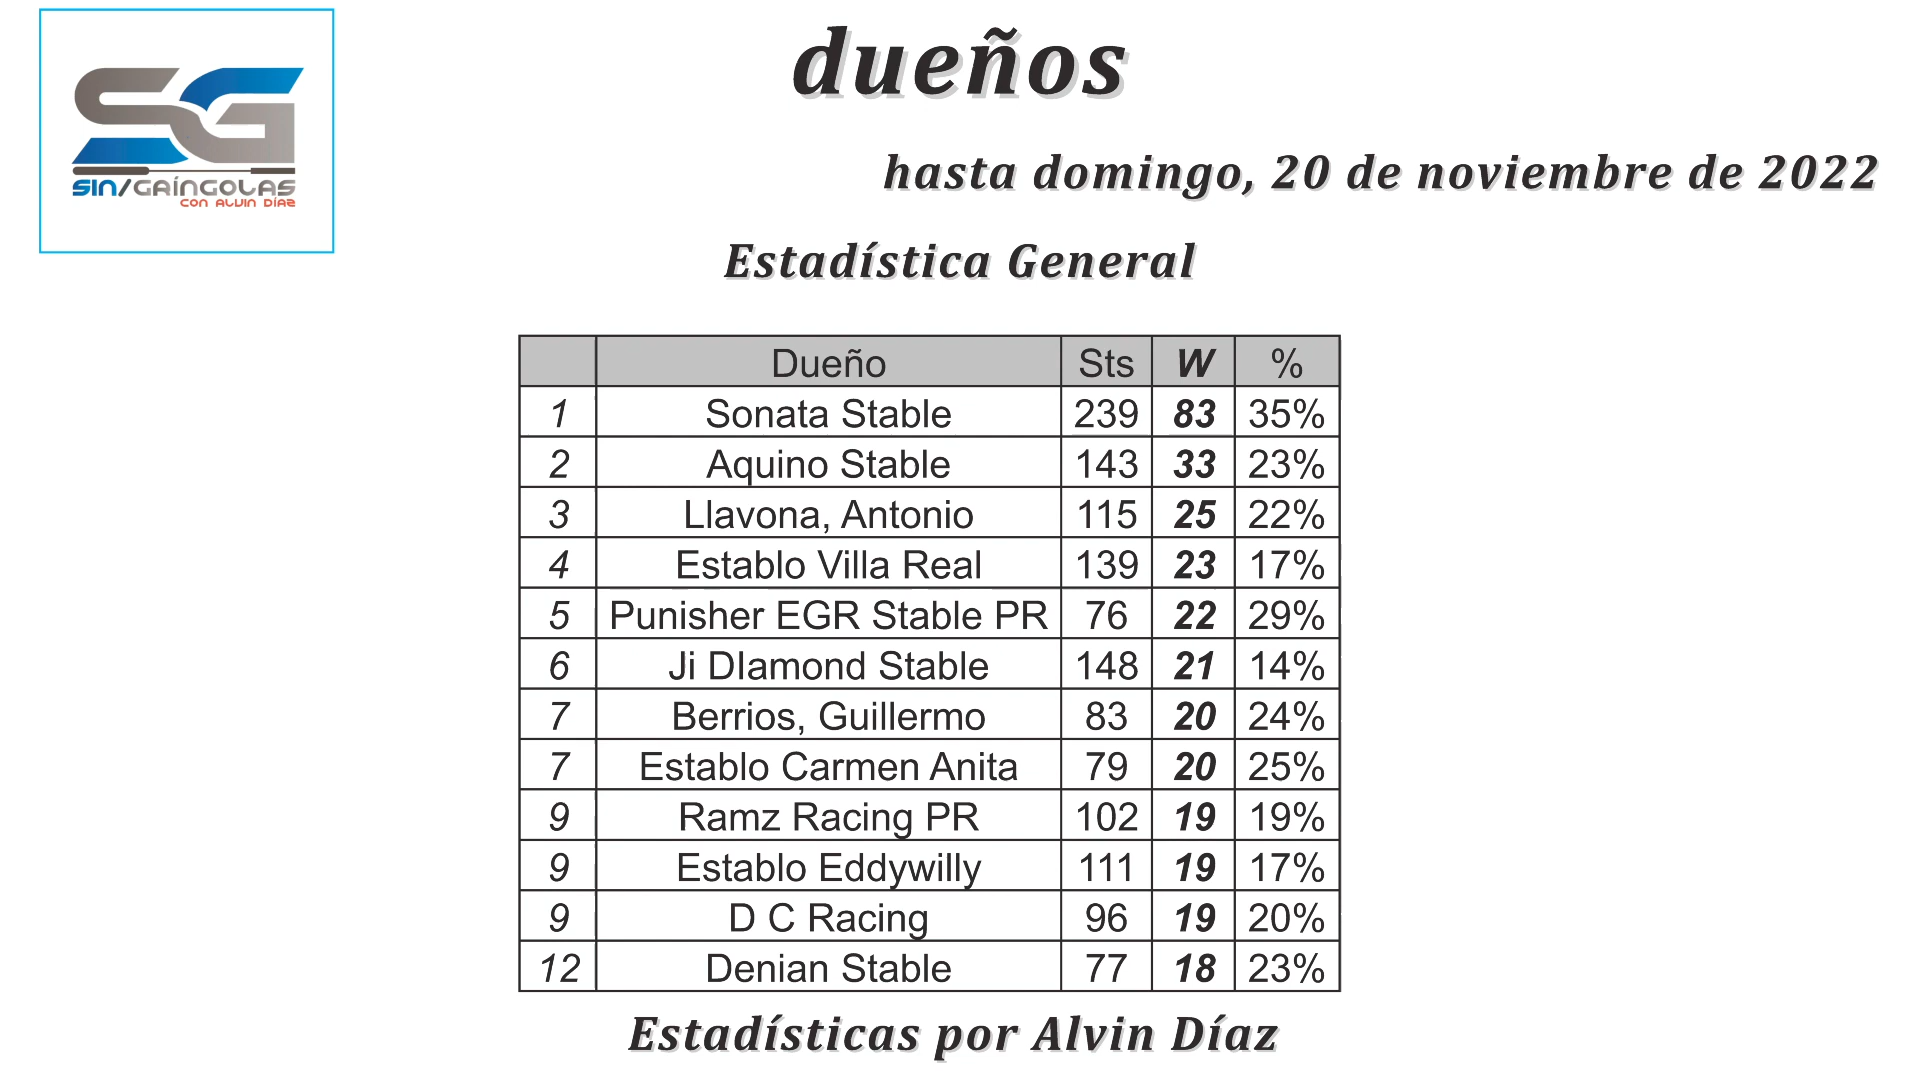 SG
SIN/GRÍNGOLAS
CON ALVIN DÍAZ
dueños
hasta domingo, 20 de noviembre de 2022
Estadística General
Dueño Sts W %
1 Sonata Stable 239 83 35%
2 Aquino Stable 143 33 23%
3 Llavona, Antonio 115 25 22%
4 Establo Villa Real 139 23 17%
5 Punisher EGR Stable PR 76 22 29%
6 Ji DIamond Stable 148 21 14%
7 Berrios, Guillermo 83 20 24%
7 Establo Carmen Anita 79 20 25%
9 Ramz Racing PR 102 19 19%
9 Establo Eddywilly 111 19 17%
9 D C Racing 96 19 20%
12 Denian Stable 77 18 23%
Estadísticas por Alvin Díaz